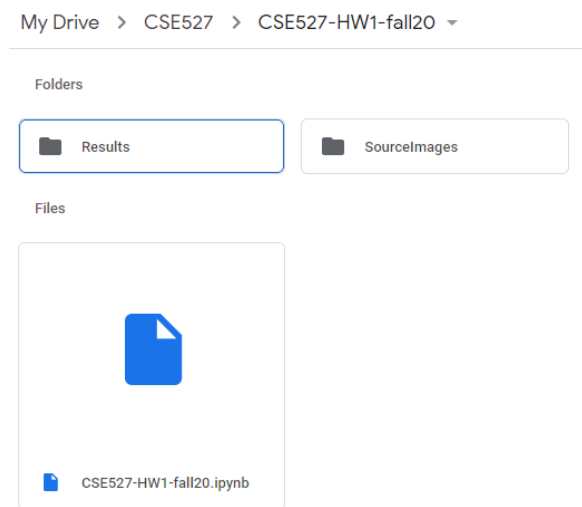 My Drive > CSE527 > CSE527-HW1-fall20
Folders
Results SourceImages
Files
CSE527-HW1-fall20.ipynb